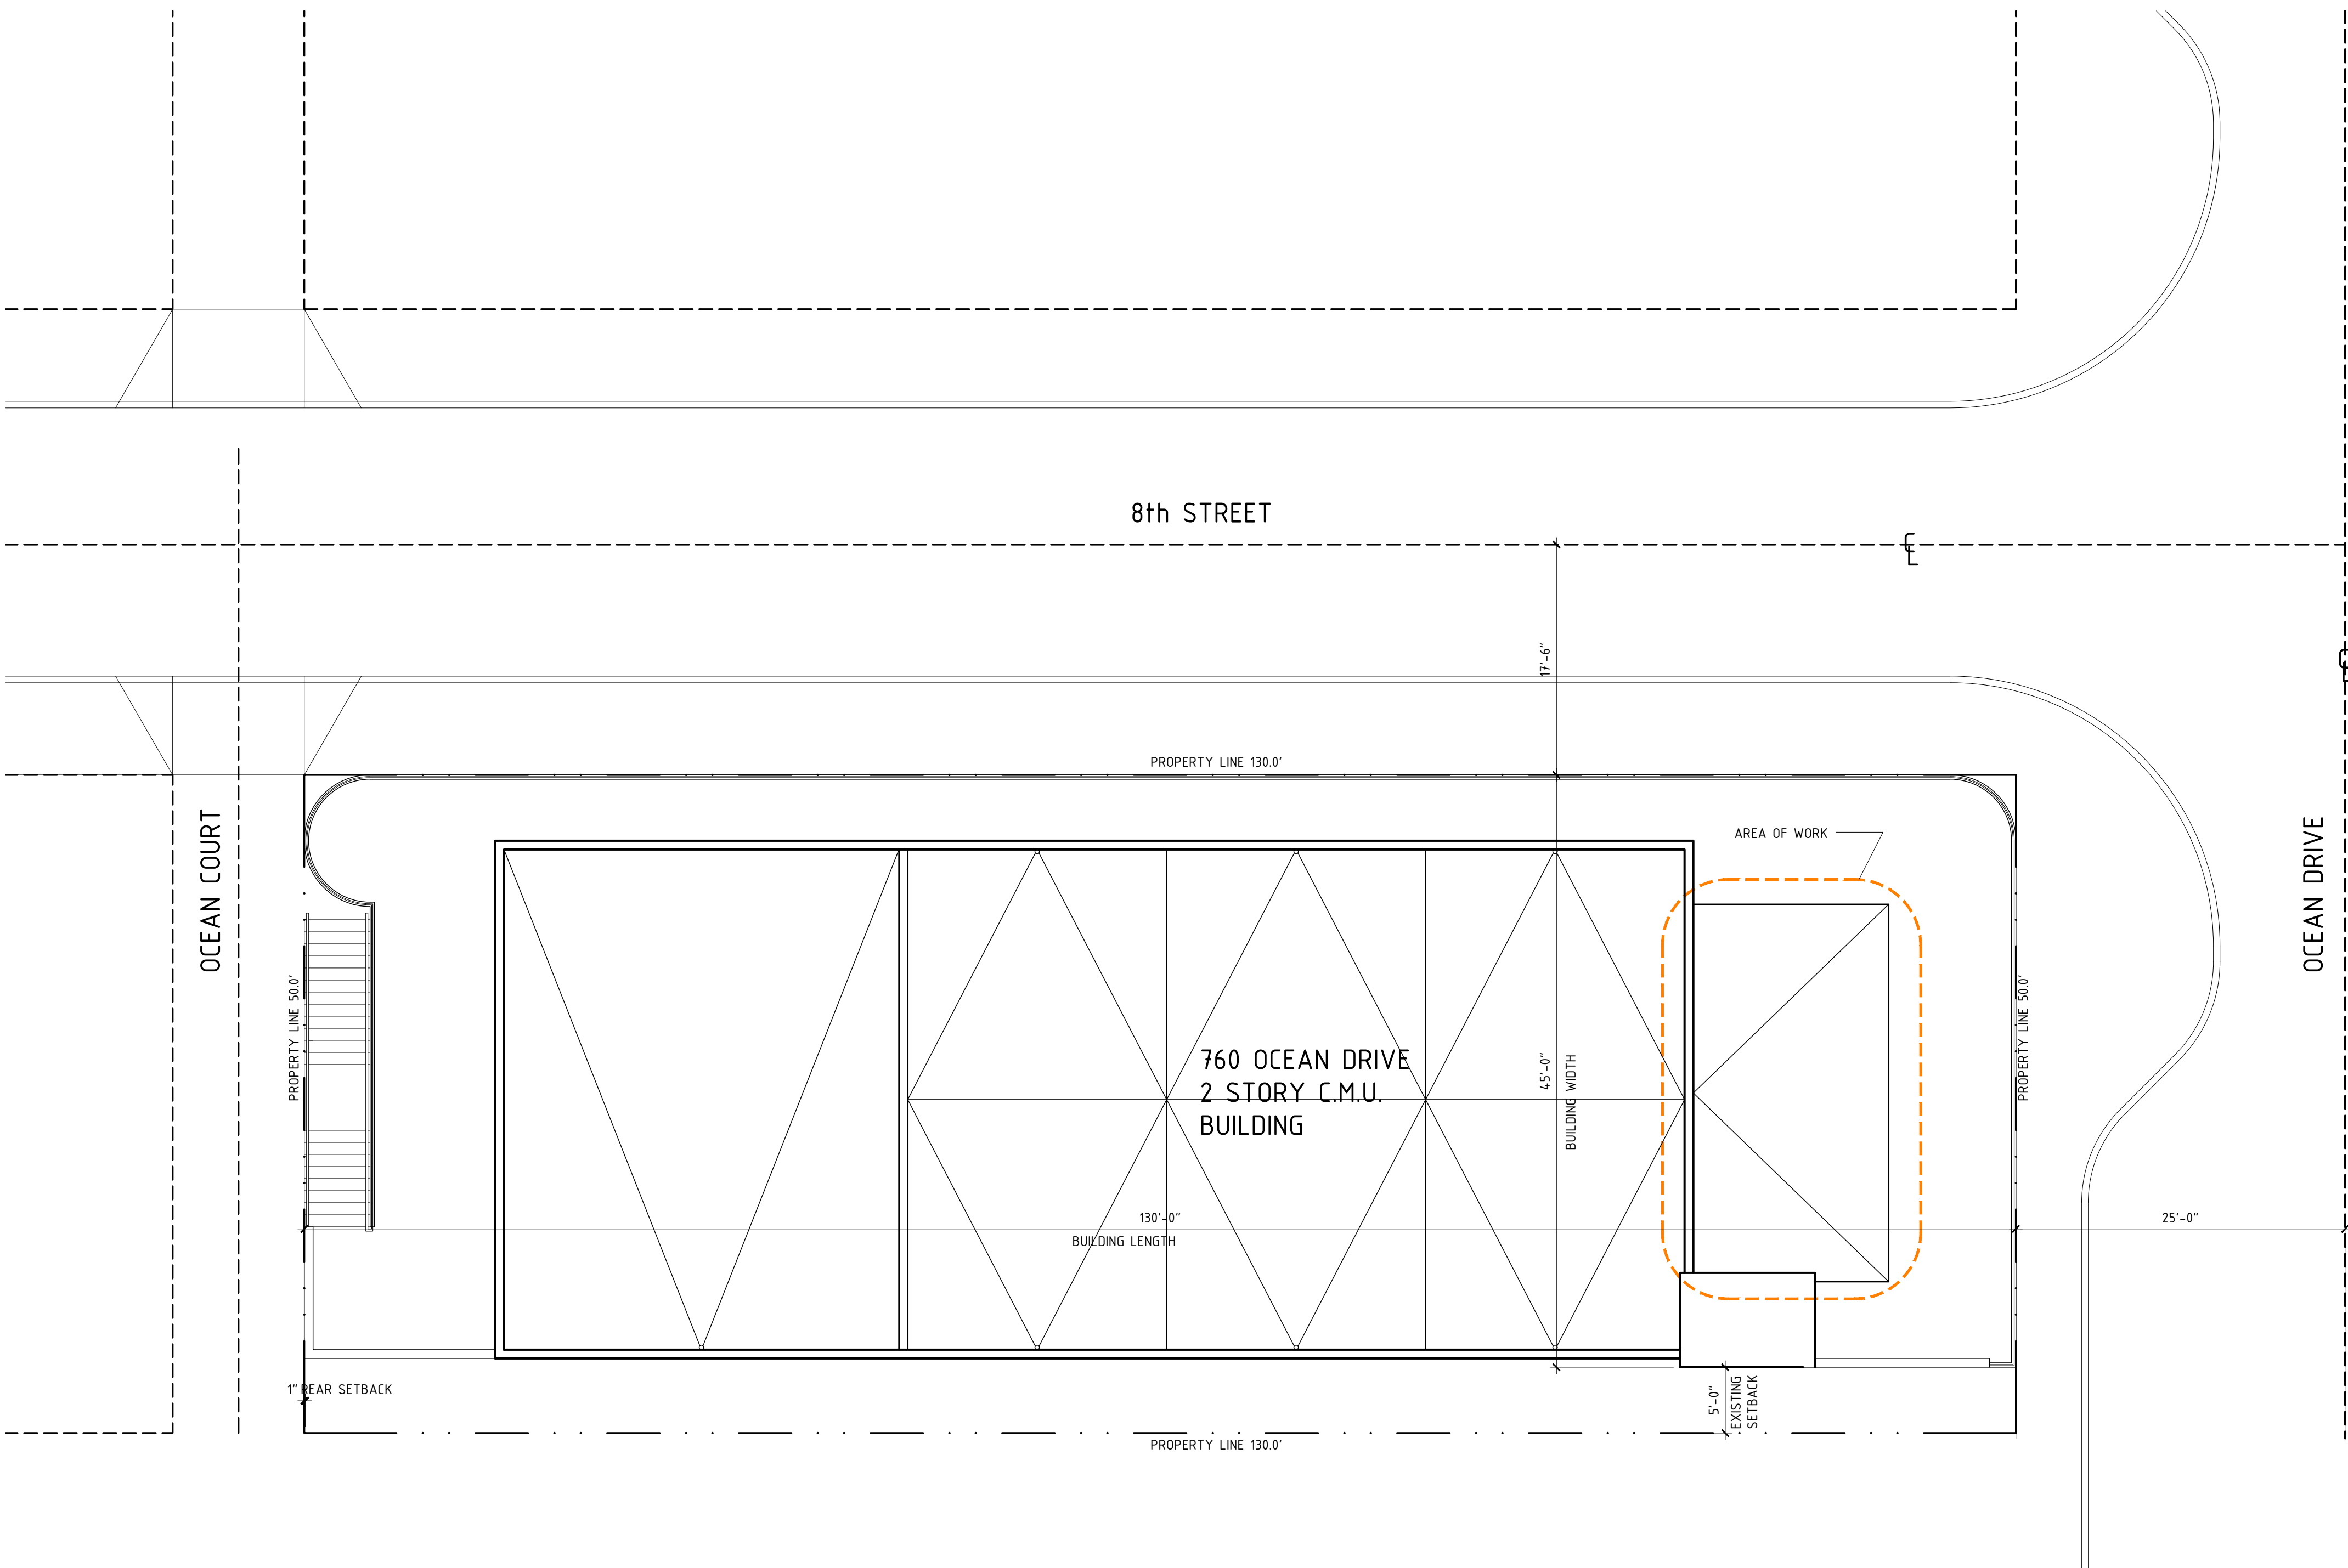 8th STREET
℄
17'-6"
℄
PROPERTY LINE 130.0'
OCEAN COURT
AREA OF WORK
OCEAN DRIVE
PROPERTY LINE 50.0'
PROPERTY LINE 50.0'
760 OCEAN DRIVE
2 STORY C.M.U.
BUILDING
45'-0"
BUILDING WIDTH
130'-0"
BUILDING LENGTH
25'-0"
1" REAR SETBACK
5'-0"
EXISTING
SETBACK
PROPERTY LINE 130.0'